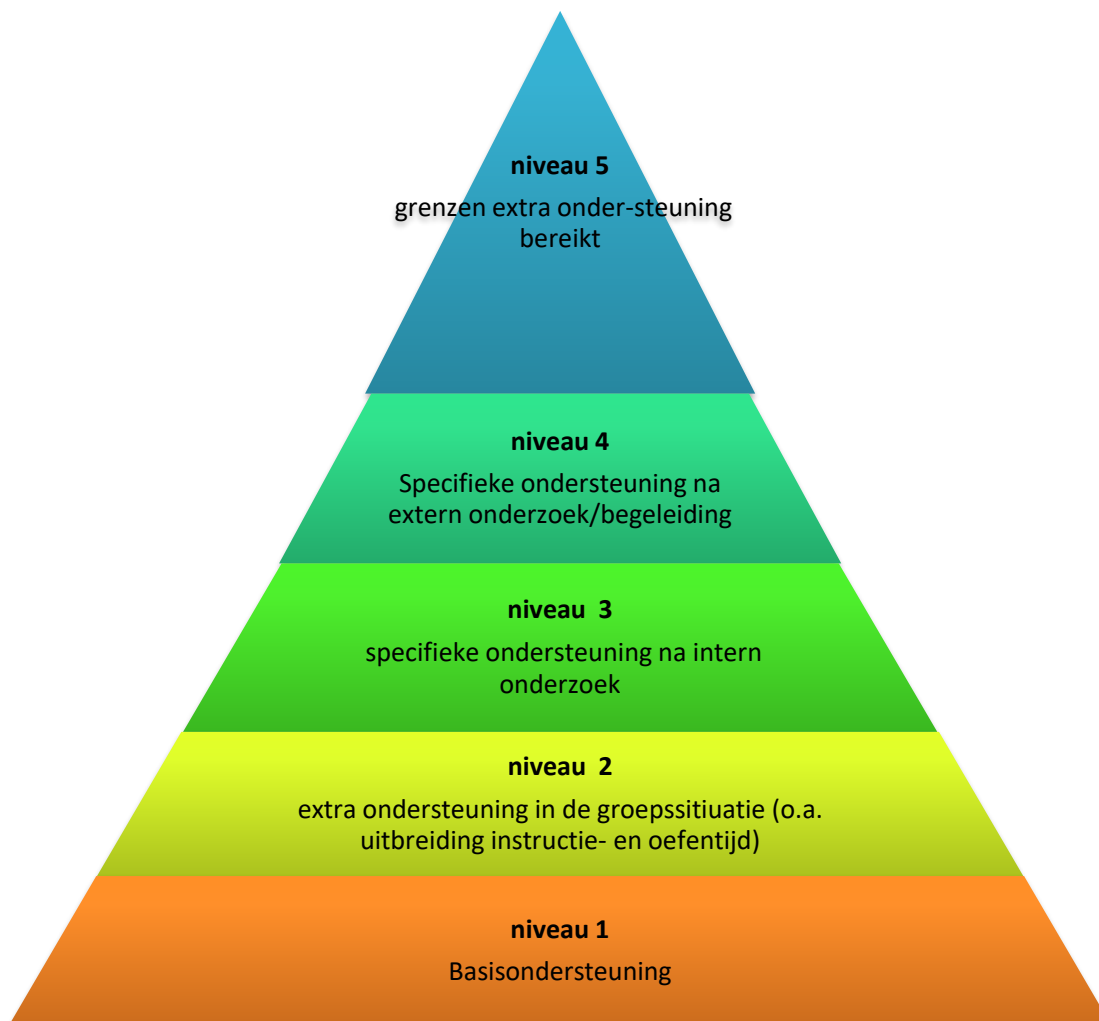 niveau 5
grenzen extra onder-steuning
bereikt
niveau 4
Specifieke ondersteuning na
extern onderzoek/begeleiding
niveau  3
specifieke ondersteuning na intern
onderzoek
niveau  2
extra ondersteuning in de groepssitiuatie (o.a.
uitbreiding instructie- en oefentijd)
niveau 1
Basisondersteuning